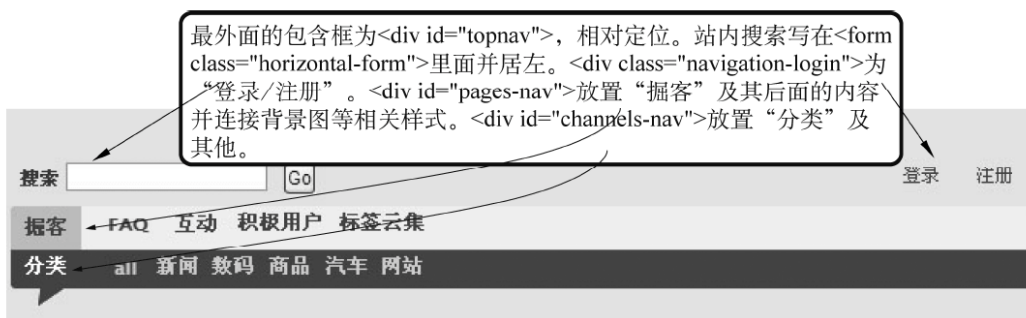 最外面的包含框为<div id="topnav">，相对定位。站内搜索写在<form
class="horizontal-form">里面并居左。<div class="navigation-login">为
“登录/注册”。<div id="pages-nav">放置“掘客”及其后面的内容
并连接背景图等相关样式。<div id="channels-nav">放置“分类”及
其他。
搜索 Go 登录 注册
掘客 FAQ 互动 积极用户 标签云集
分类 all 新闻 数码 商品 汽车 网站